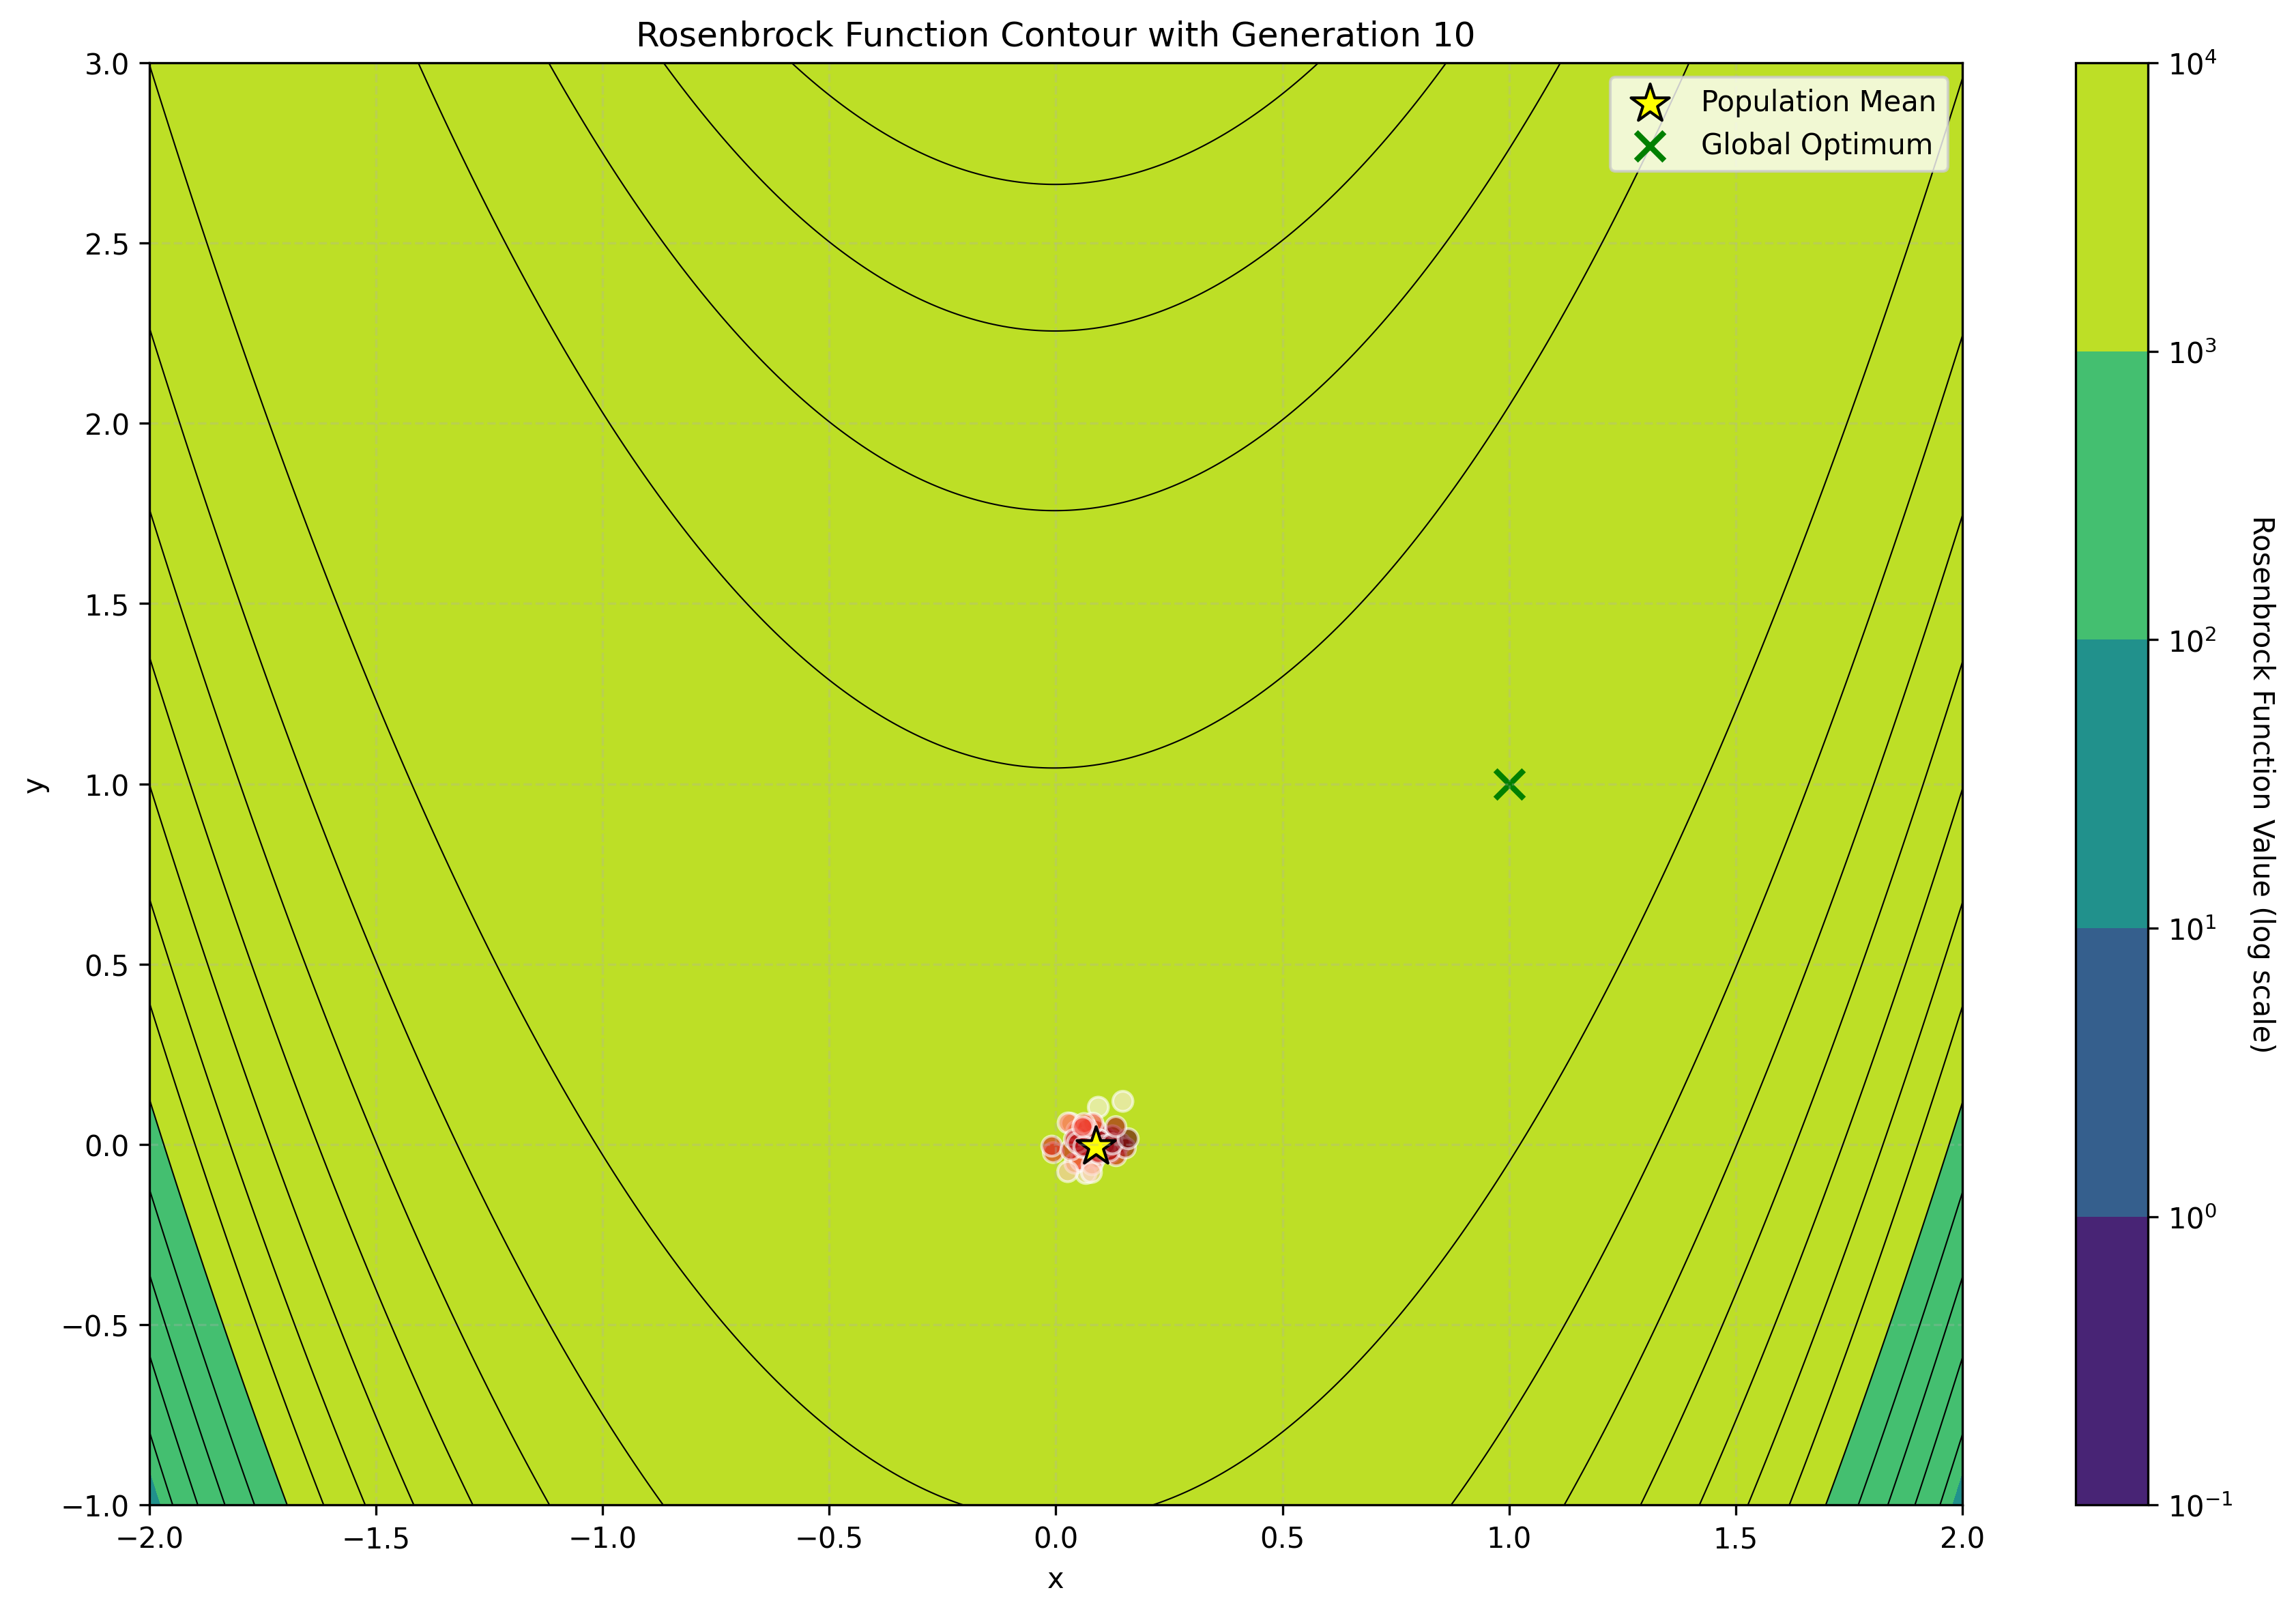 Rosenbrock Function Contour with Generation 10
Population Mean
Global Optimum
y
3.0
2.5
2.0
1.5
1.0
0.5
0.0
−0.5
−1.0
−2.0 −1.5 −1.0 −0.5 0.0 0.5 1.0 1.5 2.0
x
10⁴
10³
10²
10¹
10⁰
10⁻¹
Rosenbrock Function Value (log scale)